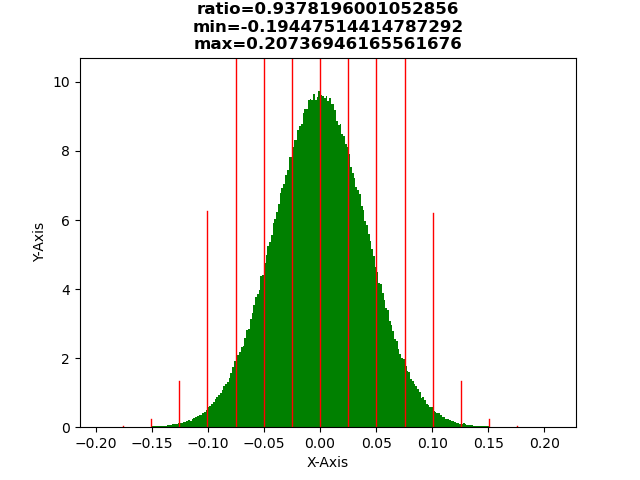 ratio=0.9378196001052856
min=-0.19447514414787292
max=0.20736946165561676
10
8
6
4
2
0
Y-Axis
−0.20 −0.15 −0.10 −0.05 0.00 0.05 0.10 0.15 0.20
X-Axis